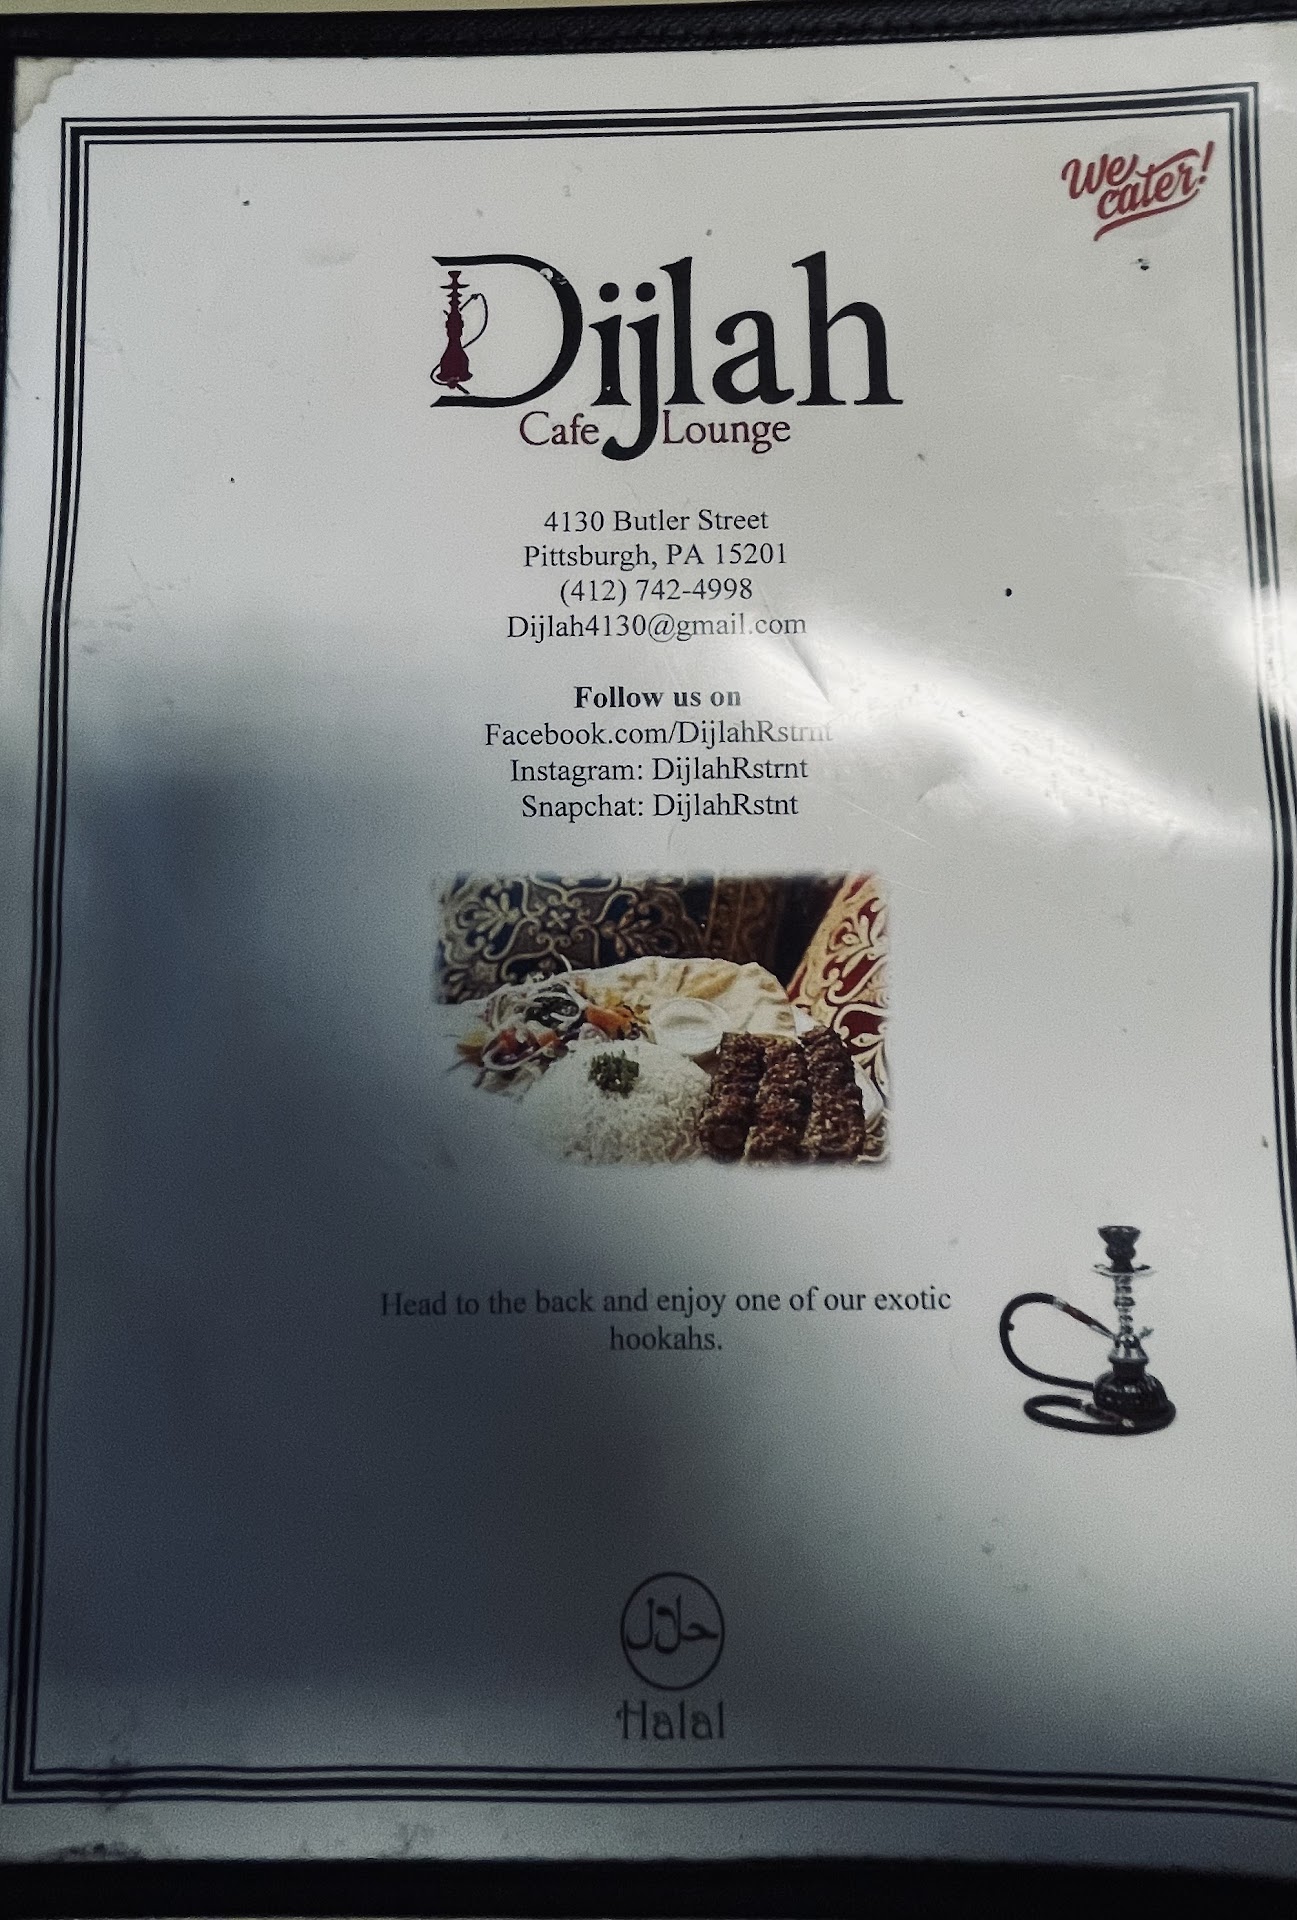 We
cater!
Dijlah
Cafe Lounge
4130 Butler Street
Pittsburgh, PA 15201
(412) 742-4998
Dijlah4130@gmail.com
Follow us on
Facebook.com/DijlahRstrnt
Instagram: DijlahRstrnt
Snapchat: DijlahRstnt
Head to the back and enjoy one of our exotic
hookahs.
حلال
Halal